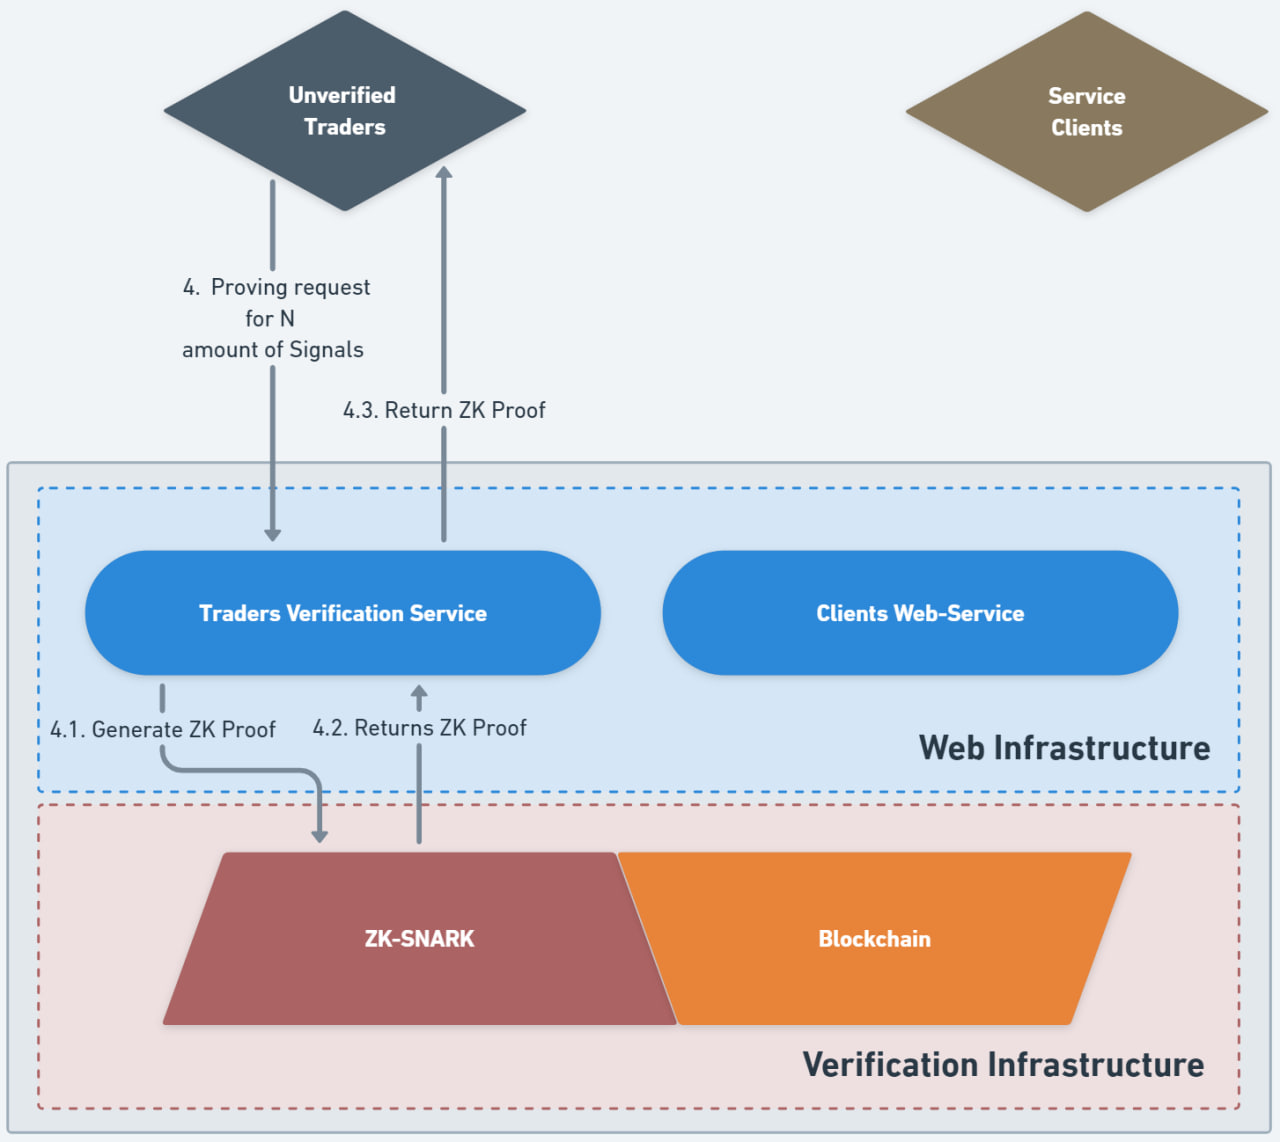 Unverified
Traders
Service
Clients
4.  Proving request
for N
amount of Signals
4.3. Return ZK Proof
Traders Verification Service
Clients Web-Service
4.1. Generate ZK Proof
4.2. Returns ZK Proof
Web Infrastructure
ZK-SNARK
Blockchain
Verification Infrastructure